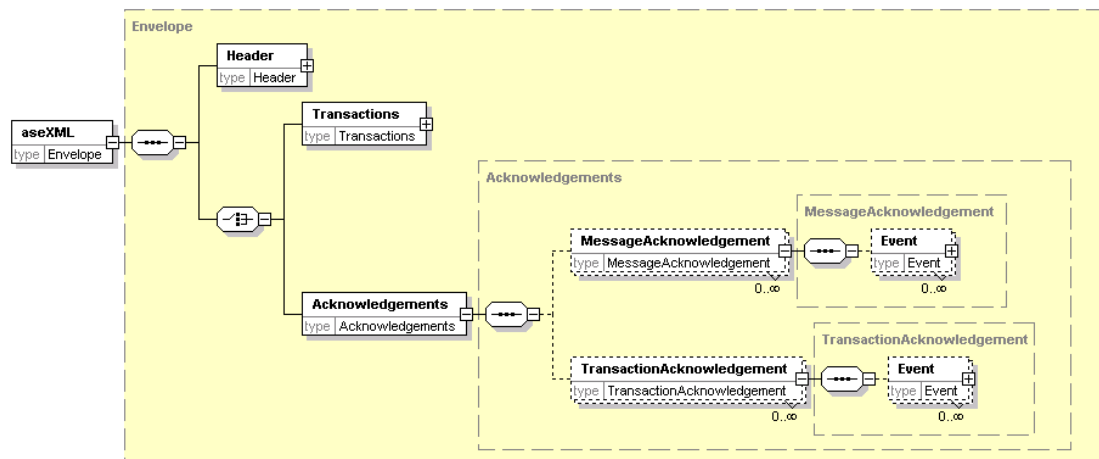 Envelope
Header
type Header
aseXML
type Envelope
Transactions
type Transactions
Acknowledgements
MessageAcknowledgement
MessageAcknowledgement
type MessageAcknowledgement
0..∞
Event
type Event
0..∞
Acknowledgements
type Acknowledgements
TransactionAcknowledgement
TransactionAcknowledgement
type TransactionAcknowledgement
0..∞
Event
type Event
0..∞